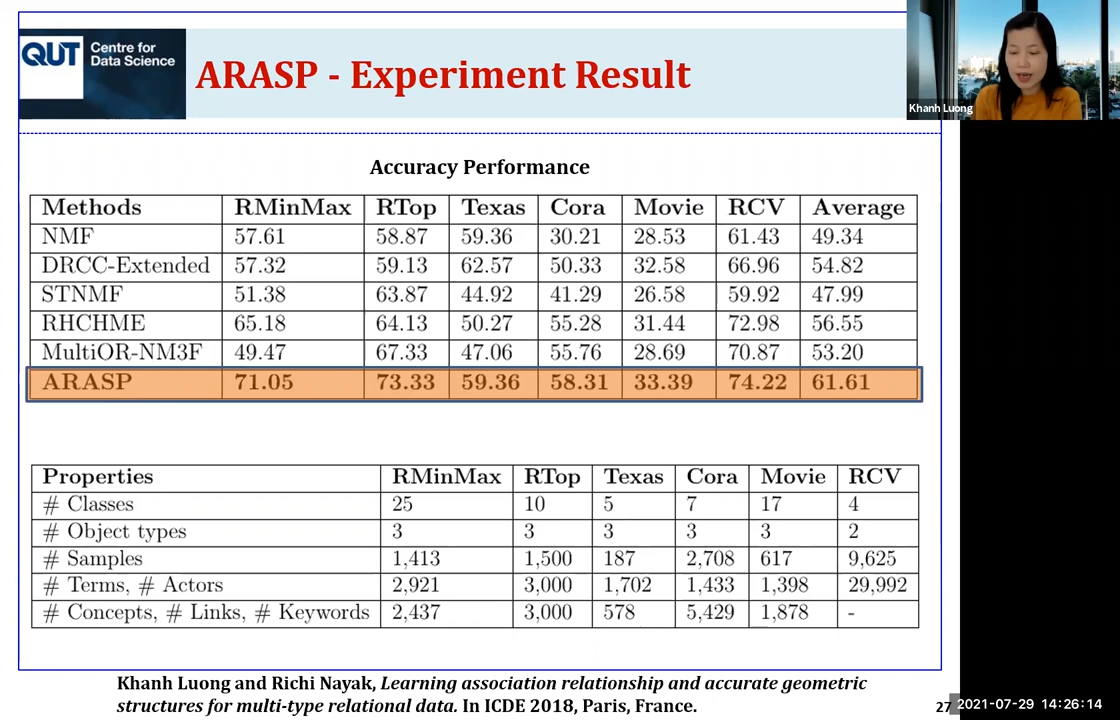 QUT Centre for
Data Science
ARASP - Experiment Result
Khanh Luong
Accuracy Performance
Methods RMinMax RTop Texas Cora Movie RCV Average
NMF 57.61 58.87 59.36 30.21 28.53 61.43 49.34
DRCC-Extended 57.32 59.13 62.57 50.33 32.58 66.96 54.82
STNMF 51.38 63.87 44.92 41.29 26.58 59.92 47.99
RHCHME 65.18 64.13 50.27 55.28 31.44 72.98 56.55
MultiOR-NM3F 49.47 67.33 47.06 55.76 28.69 70.87 53.20
ARASP 71.05 73.33 59.36 58.31 33.39 74.22 61.61
Properties RMinMax RTop Texas Cora Movie RCV
# Classes 25 10 5 7 17 4
# Object types 3 3 3 3 3 2
# Samples 1,413 1,500 187 2,708 617 9,625
# Terms, # Actors 2,921 3,000 1,702 1,433 1,398 29,992
# Concepts, # Links, # Keywords 2,437 3,000 578 5,429 1,878 -
Khanh Luong and Richi Nayak, Learning association relationship and accurate geometric
structures for multi-type relational data. In ICDE 2018, Paris, France.
27
2021-07-29 14:26:14